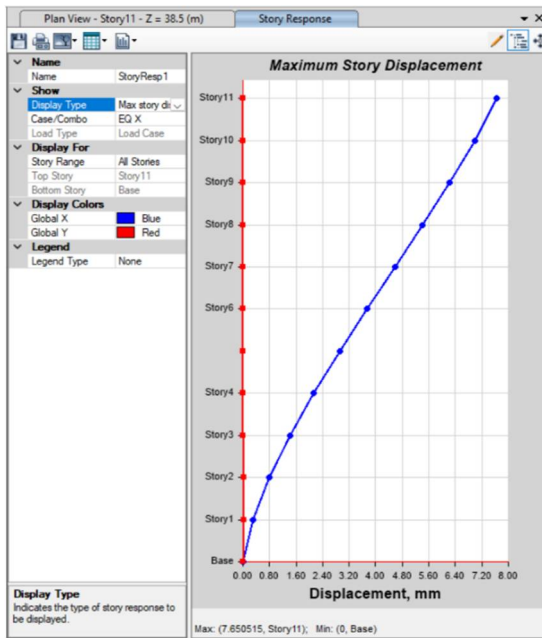 Plan View - Story11 - Z = 38.5 (m)
Story Response
Name
Name StoryResp1
Show
Display Type Max story dis
Case/Combo EQ X
Load Type Load Case
Display For
Story Range All Stories
Top Story Story11
Bottom Story Base
Display Colors
Global X Blue
Global Y Red
Legend
Legend Type None
Display Type
Indicates the type of story response to
be displayed.
Maximum Story Displacement
Story11
Story10
Story9
Story8
Story7
Story6
Story4
Story3
Story2
Story1
Base
0.00 0.80 1.60 2.40 3.20 4.00 4.80 5.60 6.40 7.20 8.00
Displacement, mm
Max: (7.650515, Story11); Min: (0, Base)